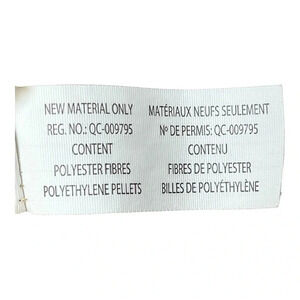 NEW MATERIAL ONLY
REG. NO.: QC-009795
CONTENT
POLYESTER FIBRES
POLYETHYLENE PELLETS
MATÉRIAUX NEUFS SEULEMENT
Nº DE PERMIS: QC-009795
CONTENU
FIBRES DE POLYESTER
BILLES DE POLYÉTHYLÈNE